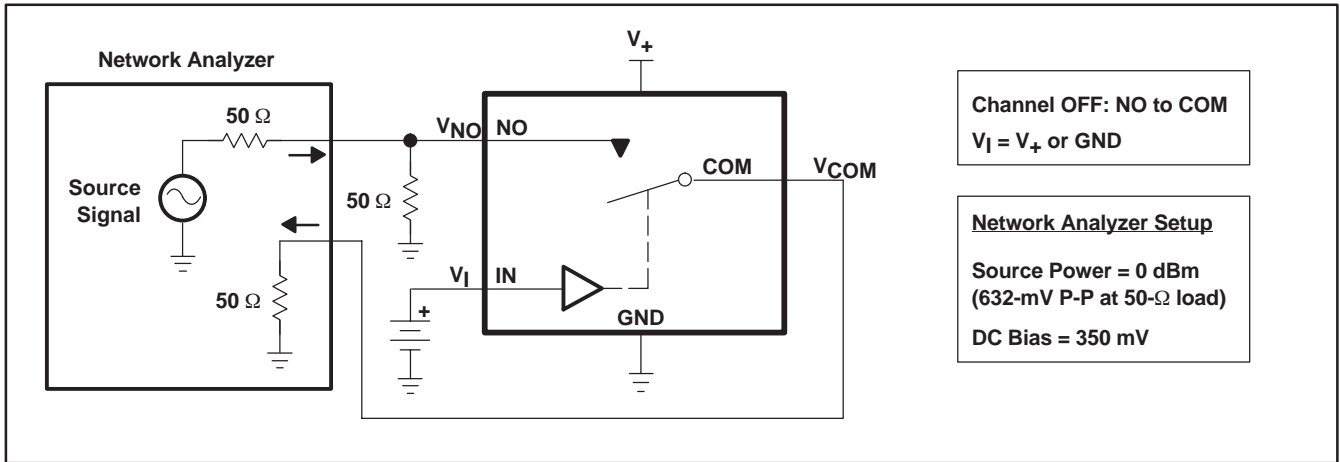 Network Analyzer
50 Ω
Source
Signal
50 Ω
50 Ω
V+
VNO NO
COM
VCOM
VI IN
+
GND
Channel OFF: NO to COM
VI = V+ or GND
Network Analyzer Setup
Source Power = 0 dBm
(632-mV P-P at 50-Ω load)
DC Bias = 350 mV